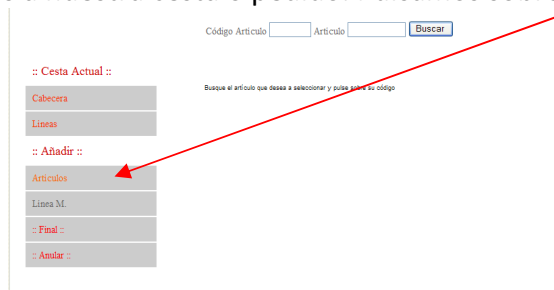 Código Artículo Artículo Buscar
:: Cesta Actual ::
Busque el artículo que desea a seleccionar y pulse sobre su código
Cabecera
Lineas
:: Añadir ::
Artículos
Linea M.
:: Final ::
:: Anular ::